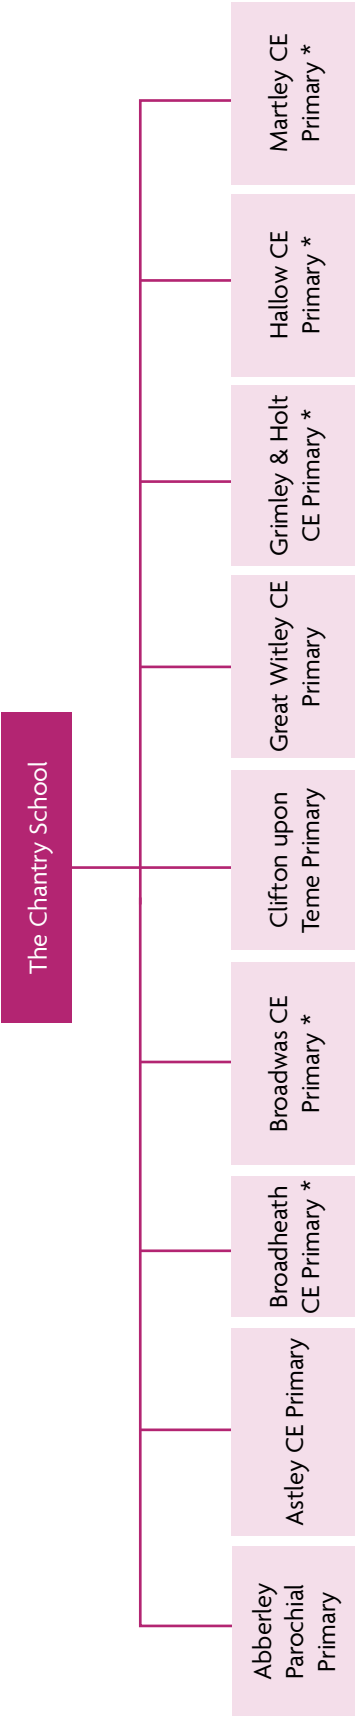 The Chantry School
Abberley
Parochial
Primary
Astley CE Primary
Broadheath
CE Primary *
Broadwas CE
Primary *
Clifton upon
Teme Primary
Great Witley CE
Primary
Grimley & Holt
CE Primary *
Hallow CE
Primary *
Martley CE
Primary *